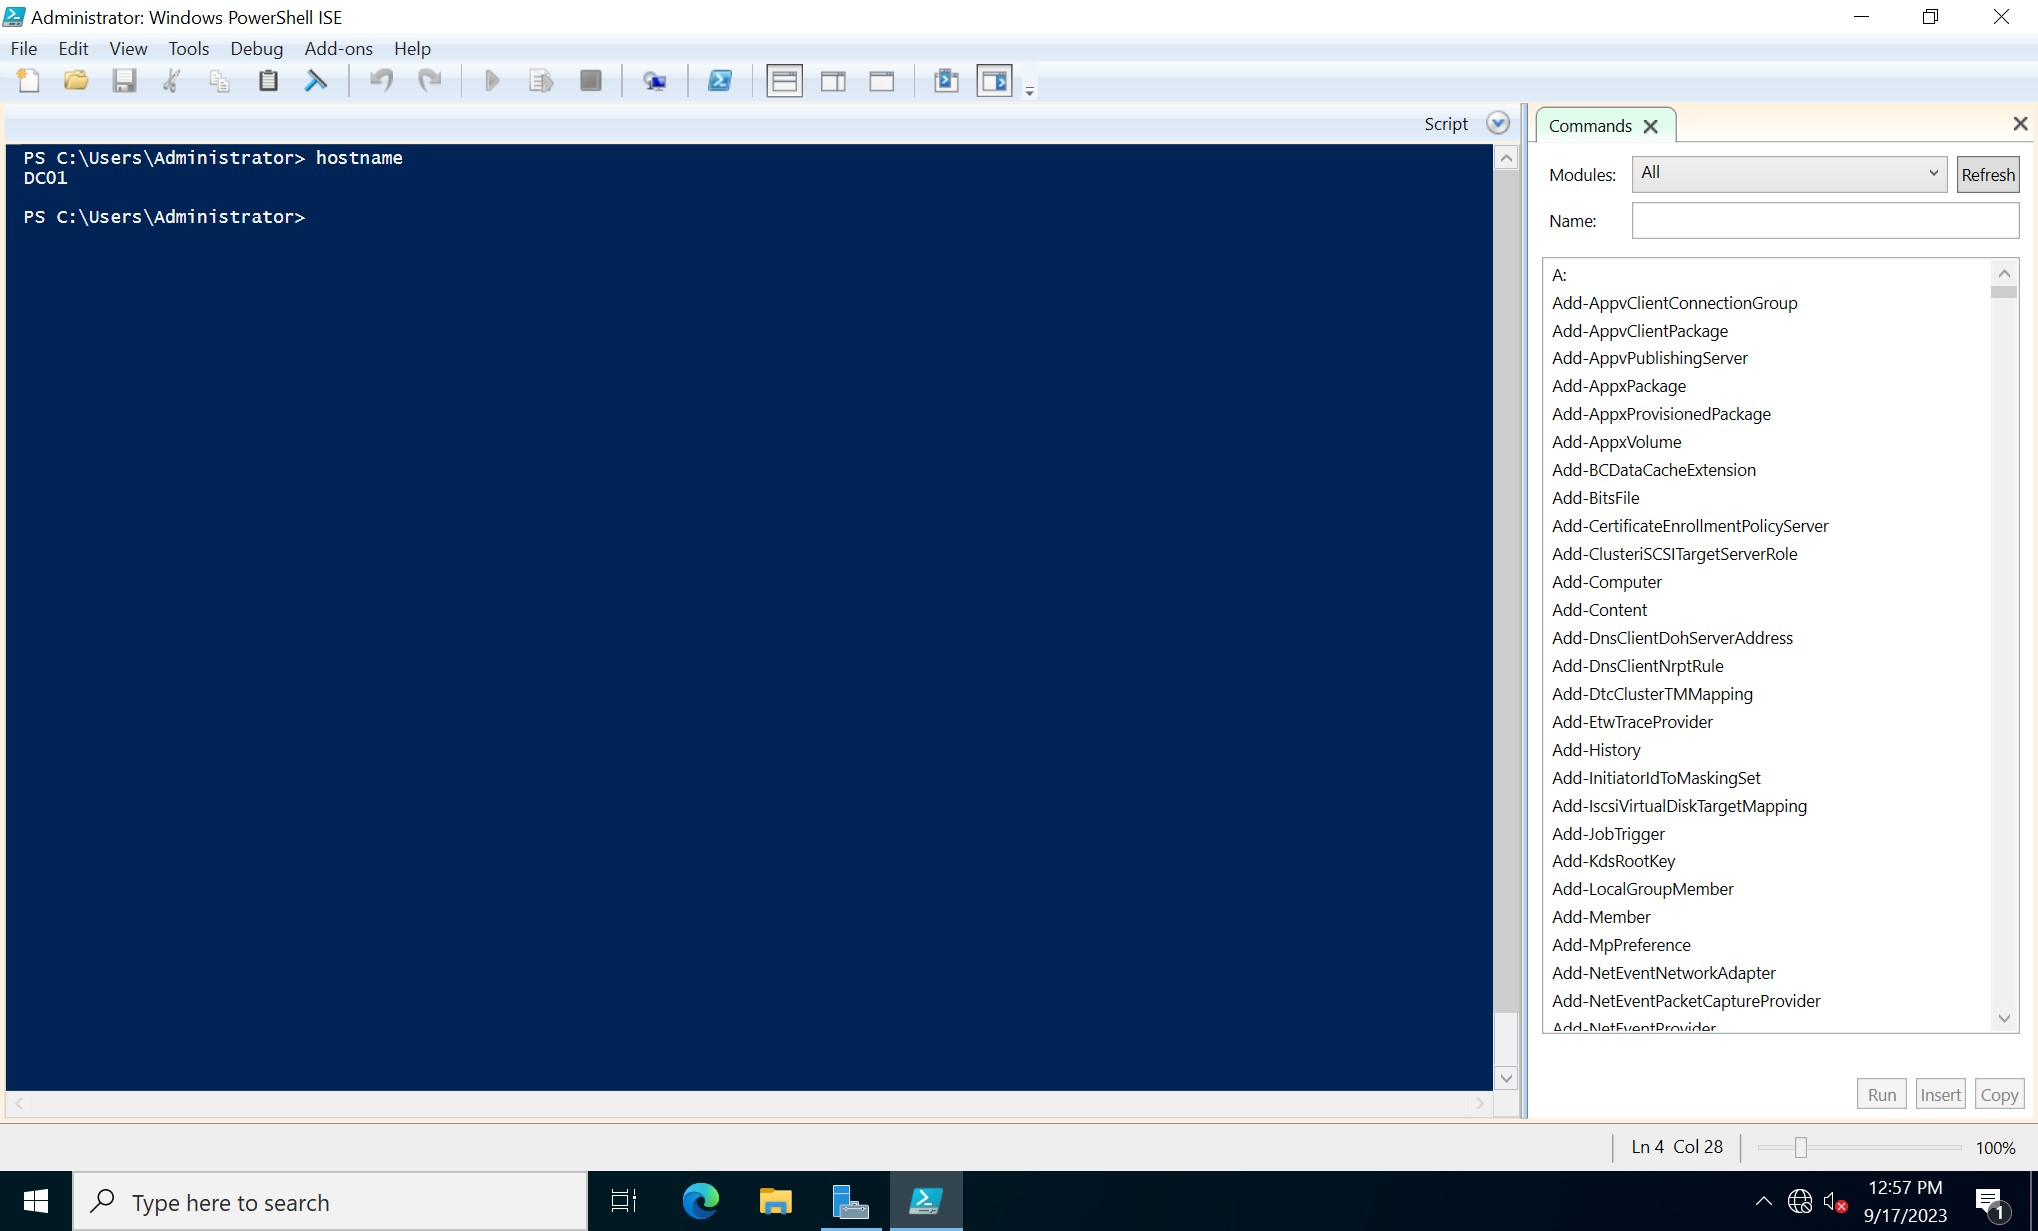 Administrator: Windows PowerShell ISE
File Edit View Tools Debug Add-ons Help
Script
PS C:\Users\Administrator> hostname
DC01
PS C:\Users\Administrator>
Commands
Modules: All Refresh
Name:
A:
Add-AppvClientConnectionGroup
Add-AppvClientPackage
Add-AppvPublishingServer
Add-AppxPackage
Add-AppxProvisionedPackage
Add-AppxVolume
Add-BCDataCacheExtension
Add-BitsFile
Add-CertificateEnrollmentPolicyServer
Add-ClusteriSCSITargetServerRole
Add-Computer
Add-Content
Add-DnsClientDohServerAddress
Add-DnsClientNrptRule
Add-DtcClusterTMMapping
Add-EtwTraceProvider
Add-History
Add-InitiatorIdToMaskingSet
Add-IscsiVirtualDiskTargetMapping
Add-JobTrigger
Add-KdsRootKey
Add-LocalGroupMember
Add-Member
Add-MpPreference
Add-NetEventNetworkAdapter
Add-NetEventPacketCaptureProvider
Add-NetEventProvider
Run Insert Copy
Ln 4 Col 28 100%
Type here to search
12:57 PM
9/17/2023
1